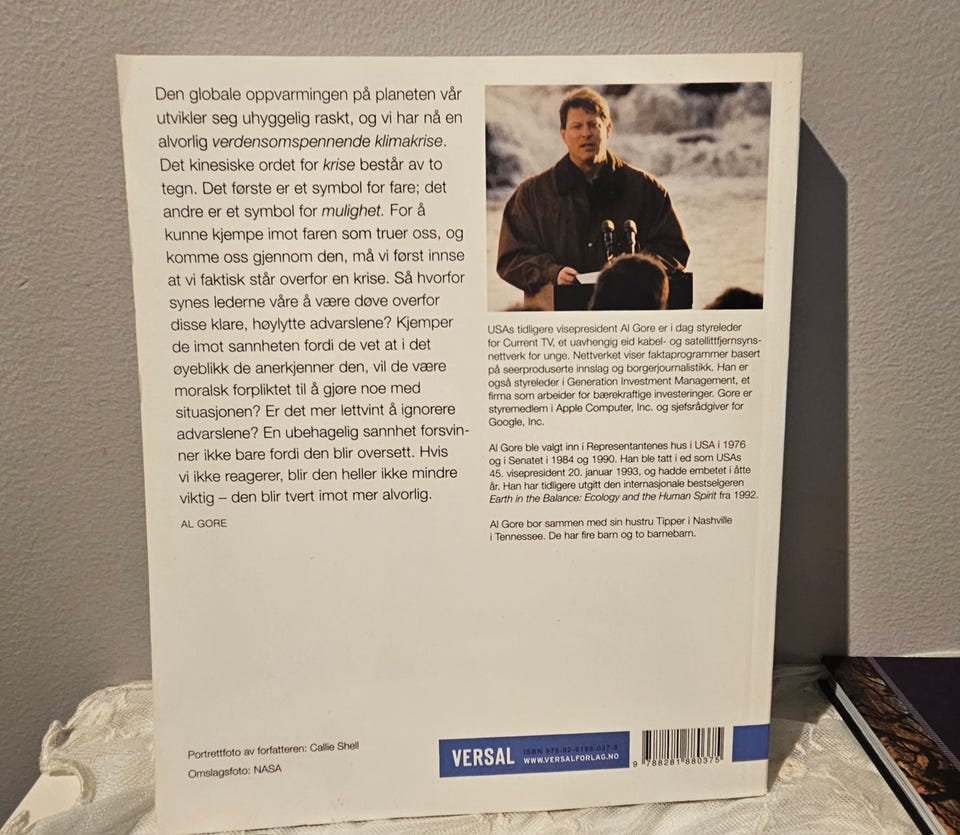 Den globale oppvarmingen på planeten vår
utvikler seg uhyggelig raskt, og vi har nå en
alvorlig verdensomspennende klimakrise.
Det kinesiske ordet for krise består av to
tegn. Det første er et symbol for fare; det
andre er et symbol for mulighet. For å
kunne kjempe imot faren som truer oss, og
komme oss gjennom den, må vi først innse
at vi faktisk står overfor en krise. Så hvorfor
synes lederne våre å være døve overfor
disse klare, høylytte advarslene? Kjemper
de imot sannheten fordi de vet at i det
øyeblikk de anerkjenner den, vil de være
moralsk forpliktet til å gjøre noe med
situasjonen? Er det mer lettvint å ignorere
advarslene? En ubehagelig sannhet forsvin-
ner ikke bare fordi den blir oversett. Hvis
vi ikke reagerer, blir den heller ikke mindre
viktig – den blir tvert imot mer alvorlig.
AL GORE
USAs tidligere visepresident Al Gore er i dag styreleder
for Current TV, et uavhengig eid kabel- og satellittfjernsyns-
nettverk for unge. Nettverket viser faktaprogrammer basert
på seerproduserte innslag og borgerjournalistikk. Han er
også styreleder i Generation Investment Management, et
firma som arbeider for bærekraftige investeringer. Gore er
styremedlem i Apple Computer, Inc. og sjefsrådgiver for
Google, Inc.
Al Gore ble valgt inn i Representantenes hus i USA i 1976
og i Senatet i 1984 og 1990. Han ble tatt i ed som USAs
45. visepresident 20. januar 1993, og hadde embetet i åtte
år. Han har tidligere utgitt den internasjonale bestselgeren
Earth in the Balance: Ecology and the Human Spirit fra 1992.
Al Gore bor sammen med sin hustru Tipper i Nashville
i Tennessee. De har fire barn og to barnebarn.
Portrettfoto av forfatteren: Callie Shell
Omslagsfoto: NASA
VERSAL
ISBN 978-82-8188-037-5
WWW.VERSALFORLAG.NO
9 788281 880375